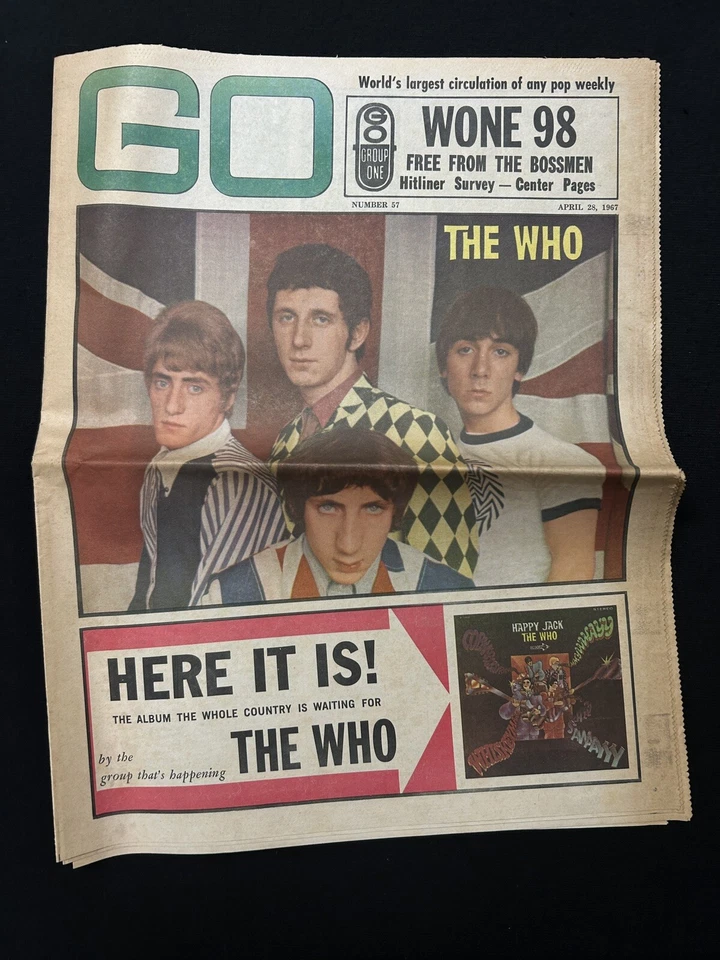 GO
World's largest circulation of any pop weekly
GO
GROUP
ONE
WONE 98
FREE FROM THE BOSSMEN
Hitliner Survey — Center Pages
NUMBER 57
APRIL 28, 1967
THE WHO
HERE IT IS!
THE ALBUM THE WHOLE COUNTRY IS WAITING FOR
by the
group that's happening
THE WHO
STEREO
HAPPY JACK
THE WHO